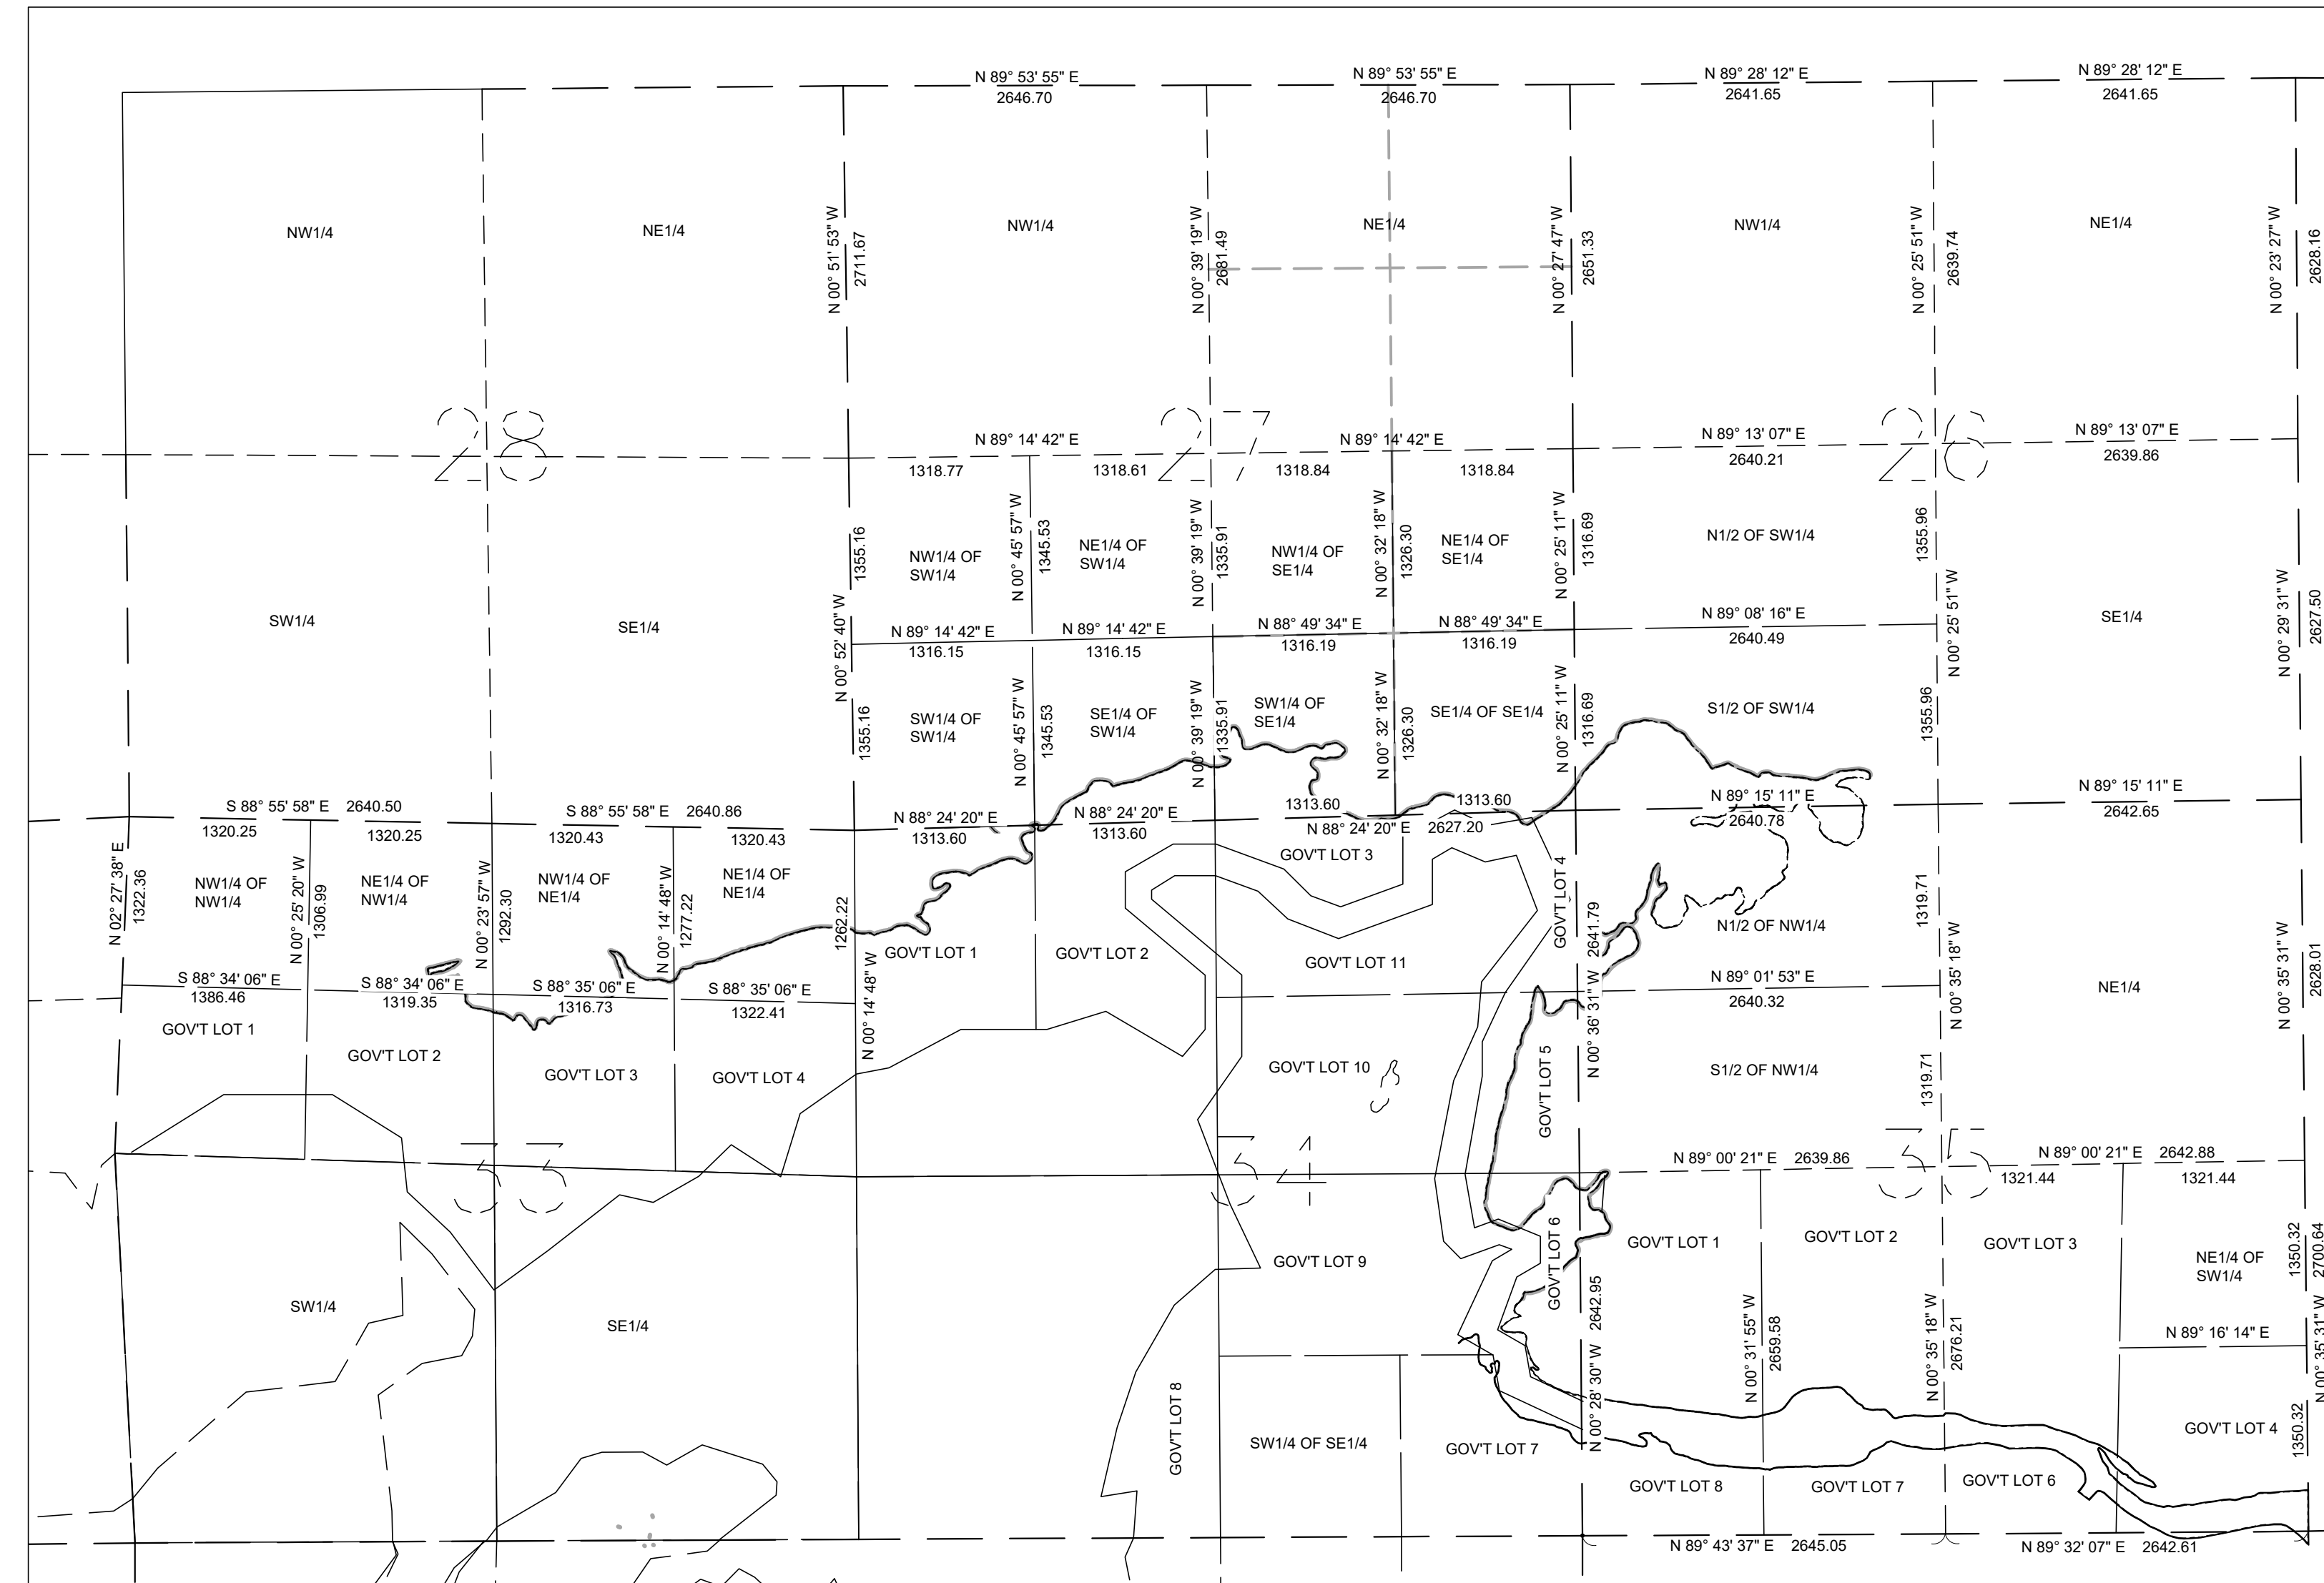 N 89° 53' 55" E
2646.70
N 89° 53' 55" E
2646.70
N 89° 28' 12" E
2641.65
N 89° 28' 12" E
2641.65
NW1/4
NE1/4
NW1/4
NE1/4
NW1/4
NE1/4
N 00° 51' 53" W
2711.67
N 00° 39' 19" W
2681.49
N 00° 27' 47" W
2651.33
N 00° 25' 51" W
2639.74
N 00° 23' 27" W
2628.16
28
27
26
N 89° 14' 42" E
N 89° 14' 42" E
1318.77
1318.61
1318.84
1318.84
N 89° 13' 07" E
2640.21
N 89° 13' 07" E
2639.86
SW1/4
SE1/4
1355.16
N 00° 52' 40" W
1355.16
NW1/4 OF
SW1/4
N 00° 45' 57" W
1345.53
NE1/4 OF
SW1/4
N 00° 39' 19" W
1335.91
NW1/4 OF
SE1/4
N 00° 32' 18" W
1326.30
NE1/4 OF
SE1/4
N 00° 25' 11" W
1316.69
N1/2 OF SW1/4
1355.96
N 00° 25' 51" W
1355.96
SE1/4
N 00° 29' 31" W
2627.50
N 89° 14' 42" E
1316.15
N 89° 14' 42" E
1316.15
N 88° 49' 34" E
1316.19
N 88° 49' 34" E
1316.19
N 89° 08' 16" E
2640.49
SW1/4 OF
SW1/4
N 00° 45' 57" W
1345.53
SE1/4 OF
SW1/4
N 00° 39' 19" W
1335.91
SW1/4 OF
SE1/4
N 00° 32' 18" W
1326.30
SE1/4 OF SE1/4
N 00° 25' 11" W
1316.69
S1/2 OF SW1/4
S 88° 55' 58" E 2640.50
1320.25
1320.25
S 88° 55' 58" E 2640.86
1320.43
1320.43
N 88° 24' 20" E
1313.60
N 88° 24' 20" E
1313.60
1313.60
1313.60
N 88° 24' 20" E 2627.20
N 89° 15' 11" E
2640.78
N 89° 15' 11" E
2642.65
N 02° 27' 38" E
1322.36
NW1/4 OF
NW1/4
N 00° 25' 20" W
1306.99
NE1/4 OF
NW1/4
N 00° 23' 57" W
1292.30
NW1/4 OF
NE1/4
N 00° 14' 48" W
1277.22
NE1/4 OF
NE1/4
1262.22
N 00° 14' 48" W
GOV'T LOT 1
GOV'T LOT 2
GOV'T LOT 3
GOV'T LOT 11
GOV'T LOT 4
N 00° 36' 31" W 2641.79
N1/2 OF NW1/4
1319.71
N 00° 35' 18" W
1319.71
NE1/4
N 00° 35' 31" W
2628.01
S 88° 34' 06" E
1386.46
S 88° 34' 06" E
1319.35
S 88° 35' 06" E
1316.73
S 88° 35' 06" E
1322.41
N 89° 01' 53" E
2640.32
GOV'T LOT 1
GOV'T LOT 2
GOV'T LOT 3
GOV'T LOT 4
GOV'T LOT 10
GOV'T LOT 5
S1/2 OF NW1/4
33
34
35
N 89° 00' 21" E 2639.86
N 89° 00' 21" E 2642.88
1321.44
1321.44
SW1/4
SE1/4
GOV'T LOT 9
GOV'T LOT 6
N 00° 28' 30" W 2642.95
GOV'T LOT 1
GOV'T LOT 2
GOV'T LOT 3
NE1/4 OF
SW1/4
1350.32
2700.64
N 00° 31' 55" W
2659.58
N 00° 35' 18" W
2676.21
N 89° 16' 14" E
N 00° 35' 31" W
1350.32
GOV'T LOT 8
SW1/4 OF SE1/4
GOV'T LOT 7
GOV'T LOT 4
GOV'T LOT 8
GOV'T LOT 7
GOV'T LOT 6
N 89° 43' 37" E 2645.05
N 89° 32' 07" E 2642.61